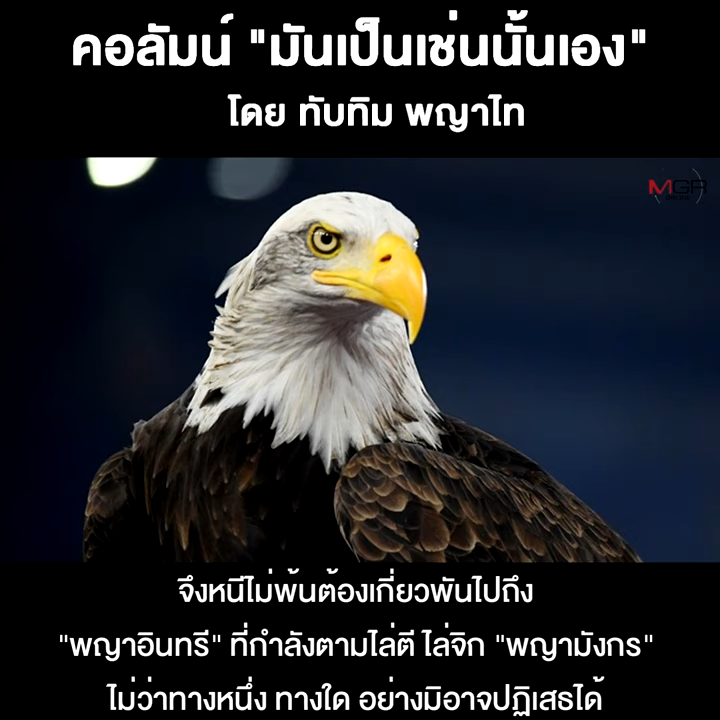 คอลัมน์ "มันเป็นเช่นนั้นเอง"
โดย ทับทิม พญาไท
MGR
ONLINE
จึงหนีไม่พ้นต้องเกี่ยวพันไปถึง
"พญาอินทรี" ที่กำลังตามไล่ตี ไล่จิก "พญามังกร"
ไม่ว่าทางหนึ่ง ทางใด อย่างมิอาจปฏิเสธได้